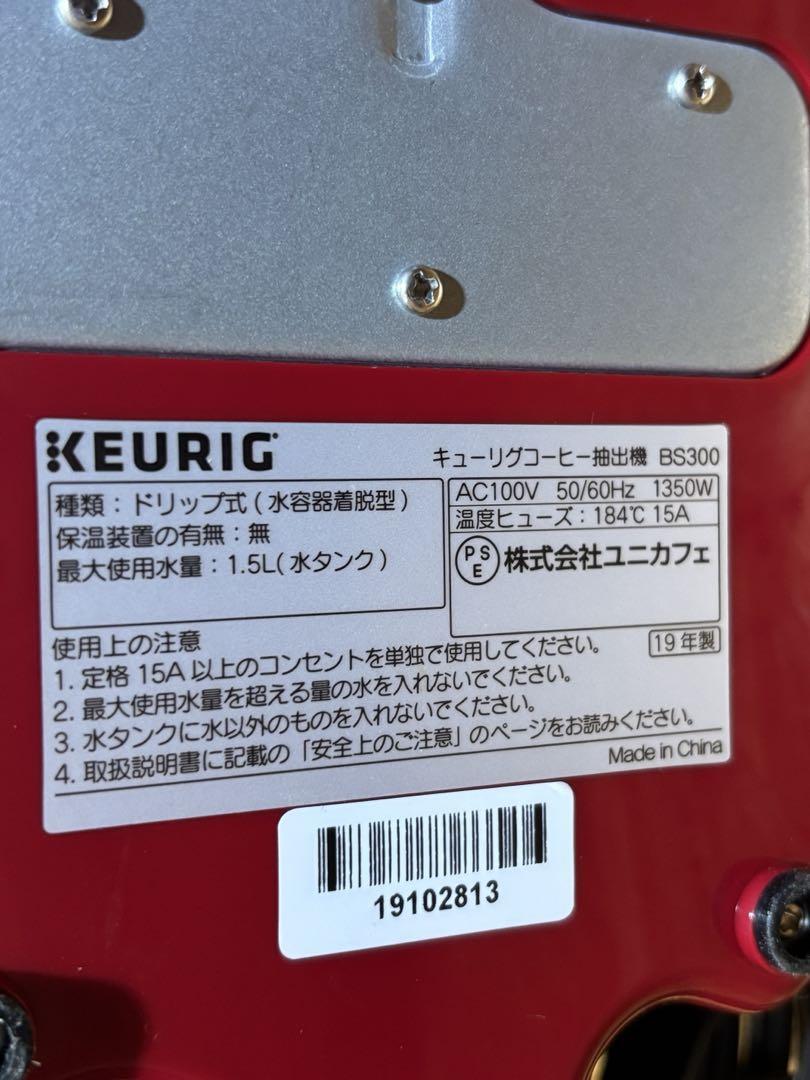 KEURIG
キューリグコーヒー抽出機 BS300
種類：ドリップ式(水容器着脱型)
保温装置の有無：無
最大使用水量：1.5L(水タンク)
AC100V 50/60Hz 1350W
温度ヒューズ：184℃ 15A
PSE 株式会社ユニカフェ
19年製
使用上の注意
1. 定格15A以上のコンセントを単独で使用してください。
2. 最大使用水量を超える量の水を入れないでください。
3. 水タンクに水以外のものを入れないでください。
4. 取扱説明書に記載の「安全上のご注意」のページをお読みください。
Made in China
19102813